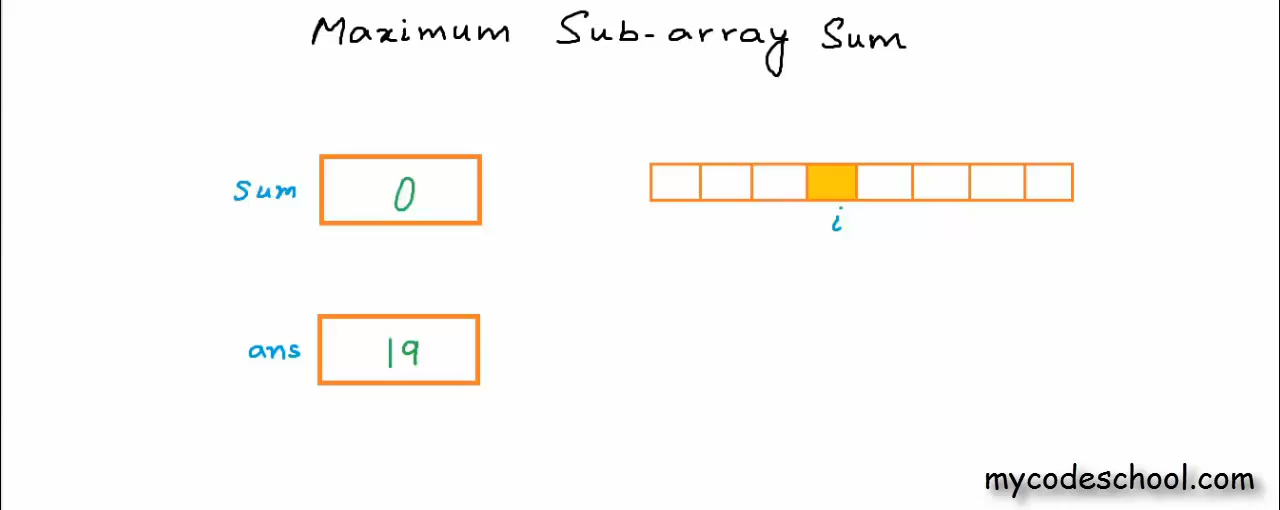 Maximum Sub-array Sum
sum 0
i
ans 19
mycodeschool.com